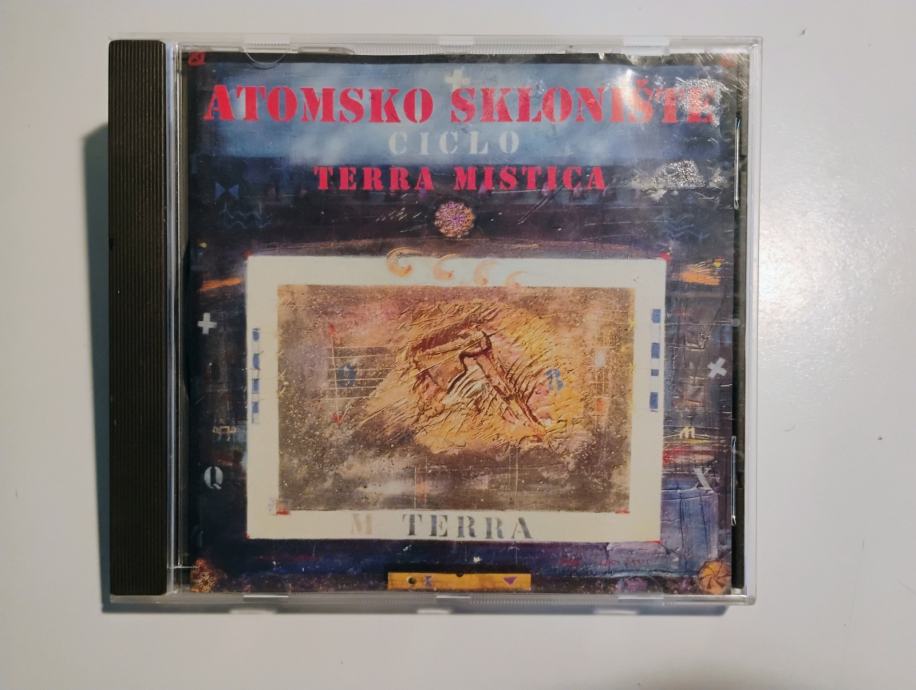 ATOMSKO SKLONIŠTE
CICLO
TERRA MISTICA
Q X
M TERRA